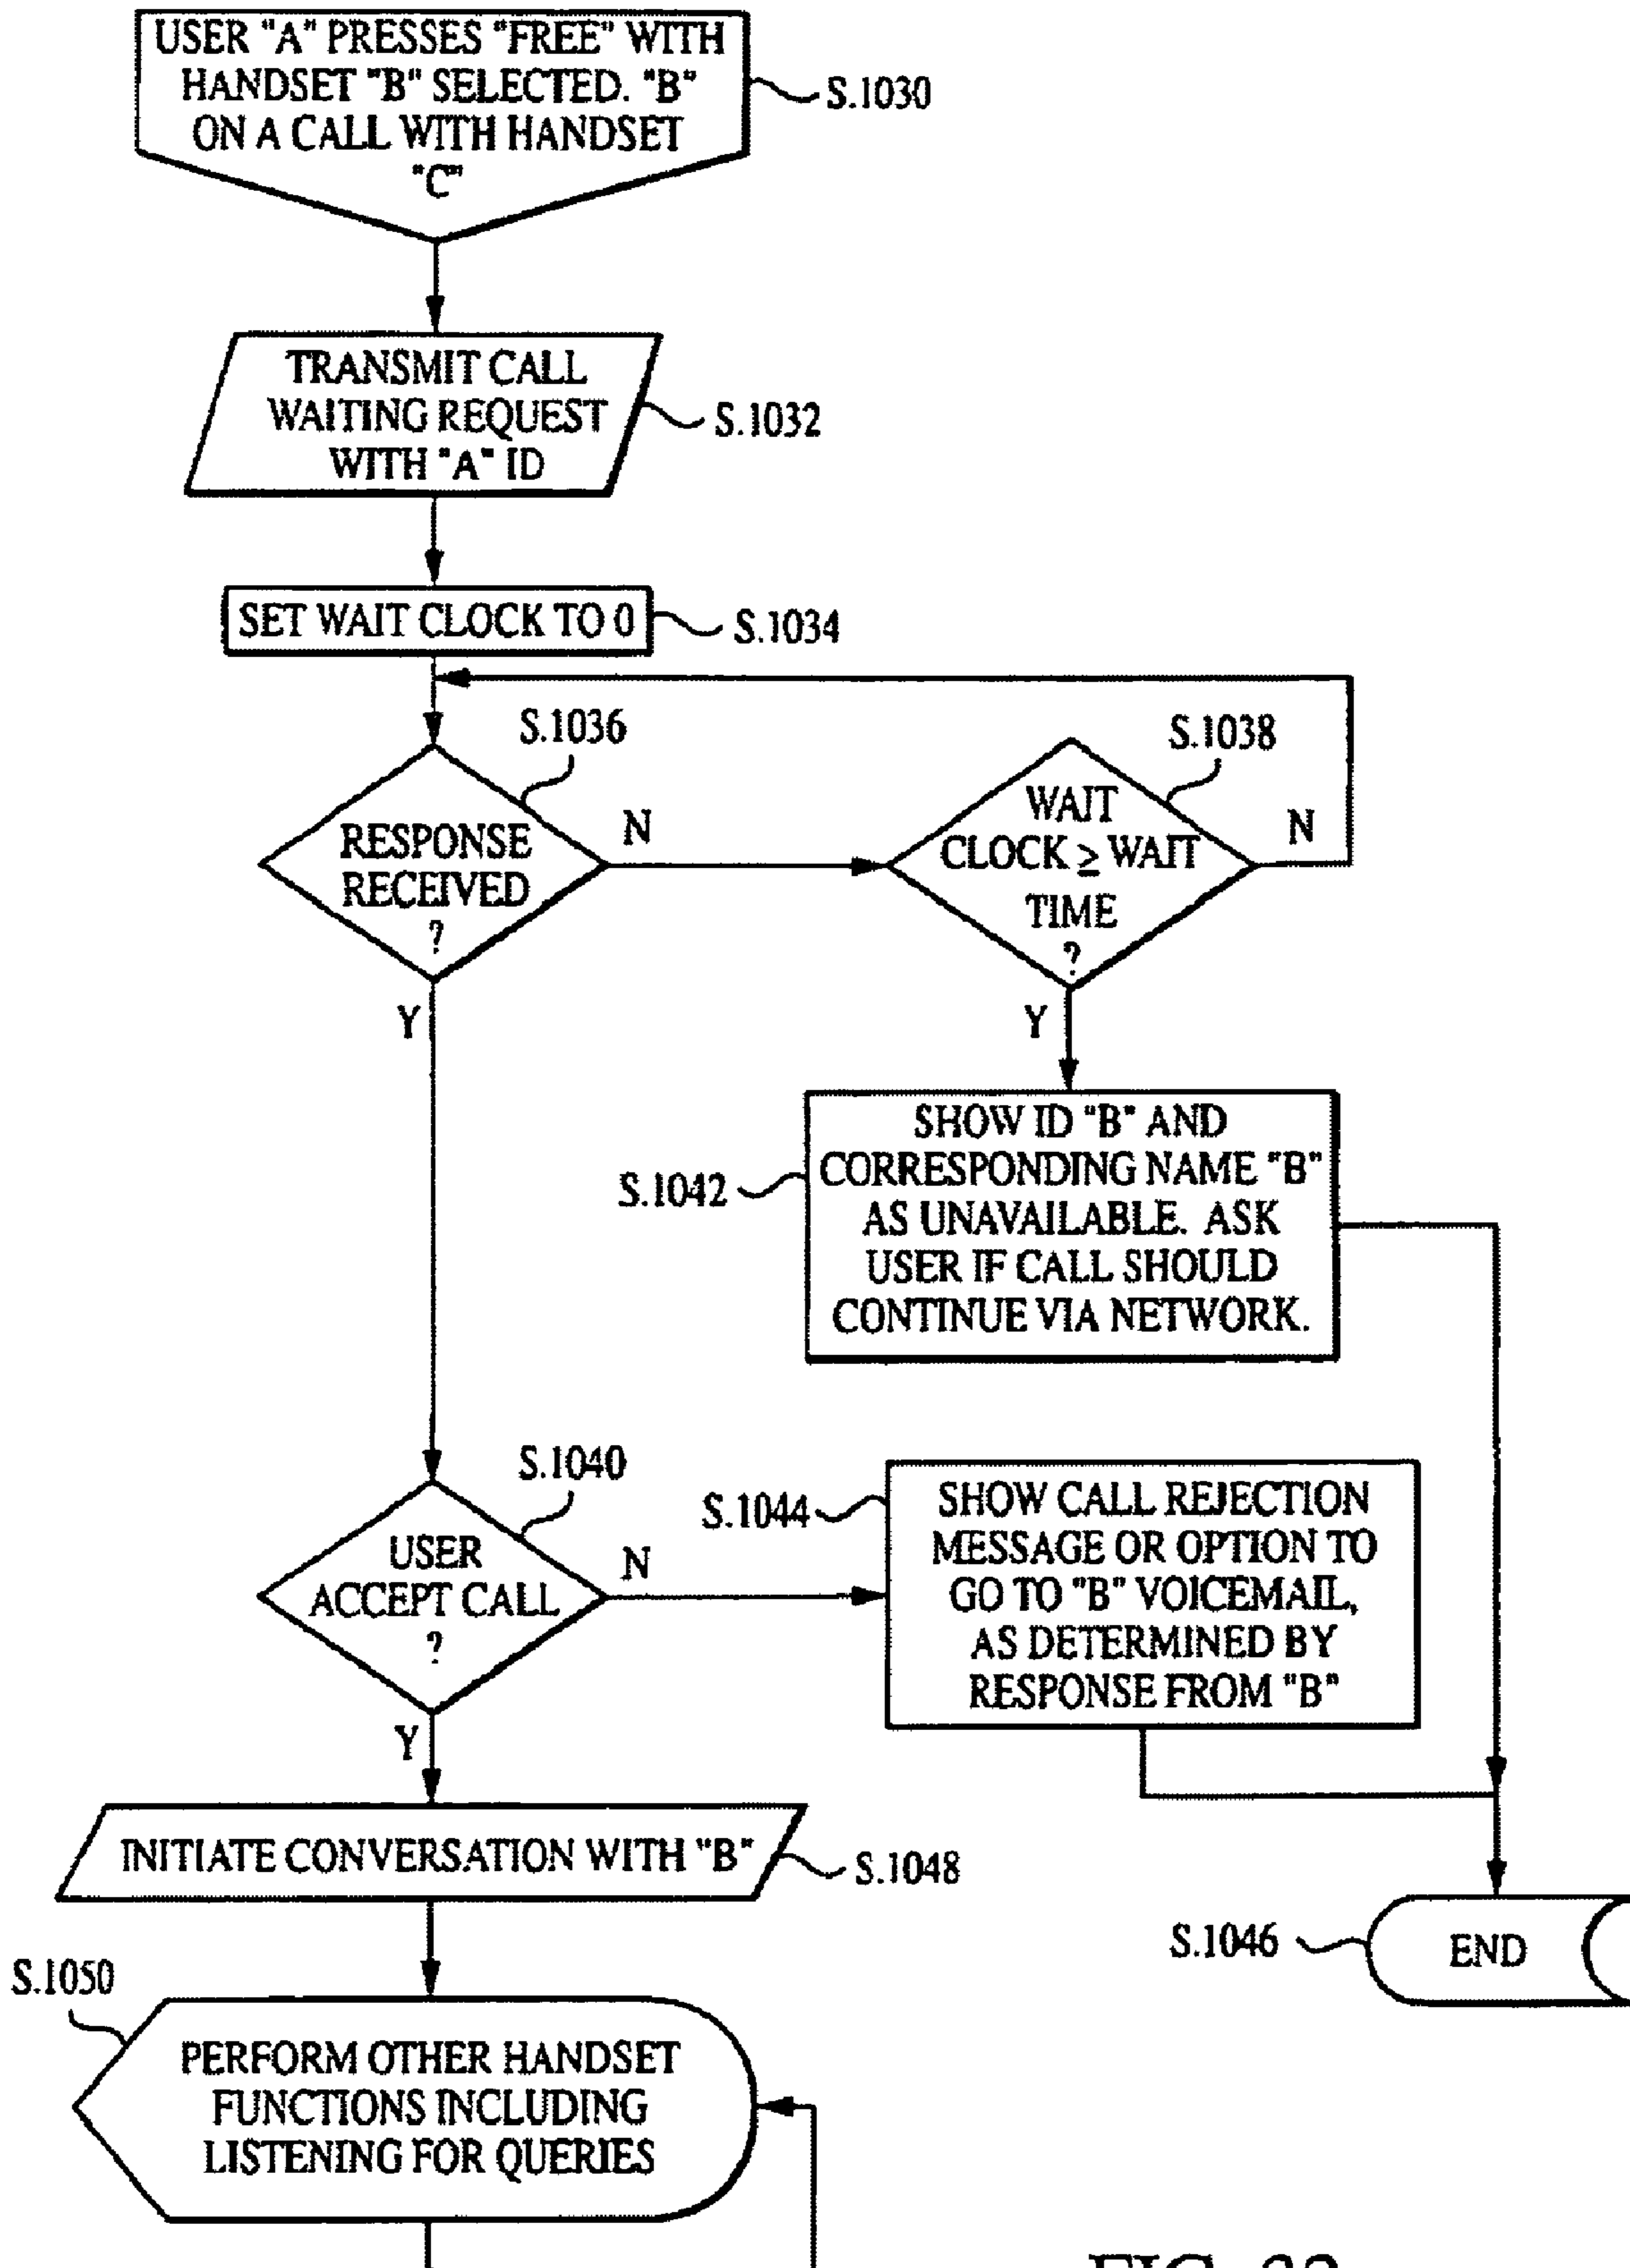 USER "A" PRESSES "FREE" WITH
HANDSET "B" SELECTED. "B"
ON A CALL WITH HANDSET
"C"
S.1030
TRANSMIT CALL
WAITING REQUEST
WITH "A" ID
S.1032
SET WAIT CLOCK TO 0
S.1034
S.1036
RESPONSE
RECEIVED
?
N
Y
S.1038
WAIT
CLOCK ≥ WAIT
TIME
?
N
Y
S.1042
SHOW ID "B" AND
CORRESPONDING NAME "B"
AS UNAVAILABLE. ASK
USER IF CALL SHOULD
CONTINUE VIA NETWORK.
S.1040
USER
ACCEPT CALL
?
N
Y
S.1044
SHOW CALL REJECTION
MESSAGE OR OPTION TO
GO TO "B" VOICEMAIL,
AS DETERMINED BY
RESPONSE FROM "B"
INITIATE CONVERSATION WITH "B"
S.1048
S.1046
END
S.1050
PERFORM OTHER HANDSET
FUNCTIONS INCLUDING
LISTENING FOR QUERIES
FIG.